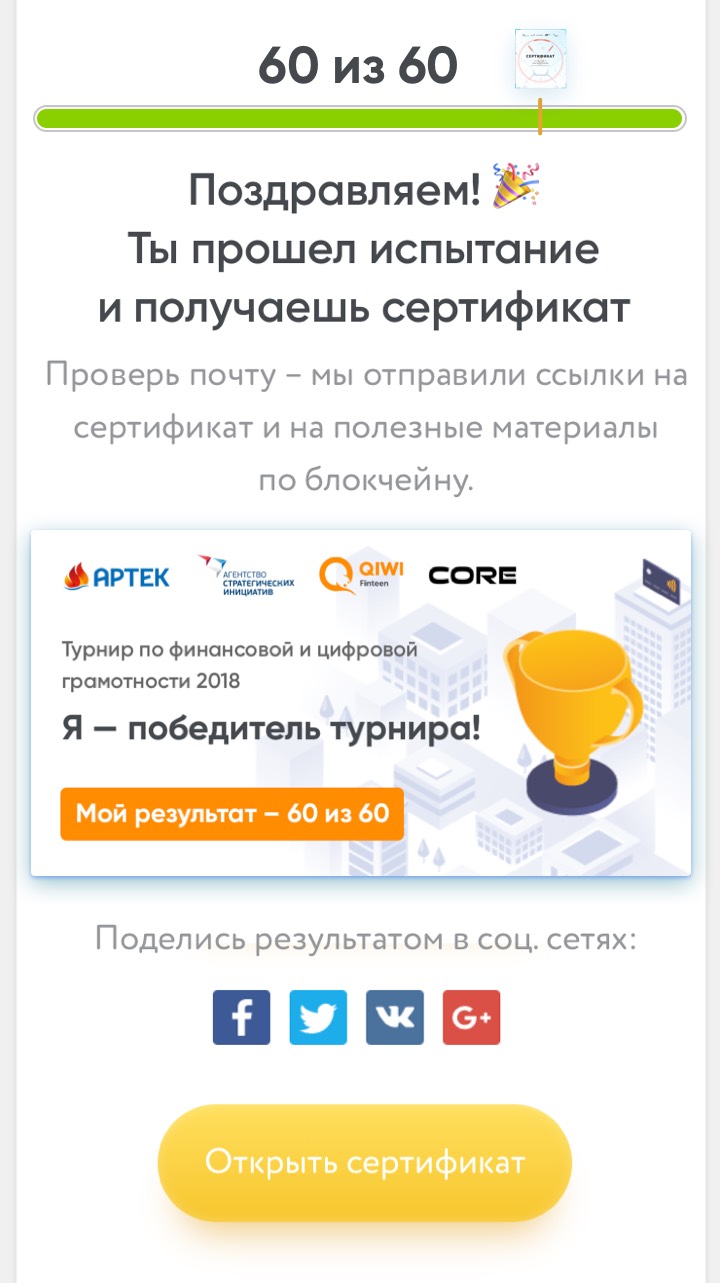 60 из 60
СЕРТИФИКАТ
Поздравляем!
Ты прошел испытание
и получаешь сертификат
Проверь почту – мы отправили ссылки на
сертификат и на полезные материалы
по блокчейну.
АРТЕК
АГЕНТСТВО
СТРАТЕГИЧЕСКИХ
ИНИЦИАТИВ
QIWI
Finteen
CORE
Турнир по финансовой и цифровой
грамотности 2018
Я — победитель турнира!
Мой результат – 60 из 60
Поделись результатом в соц. сетях:
f
G+
Открыть сертификат